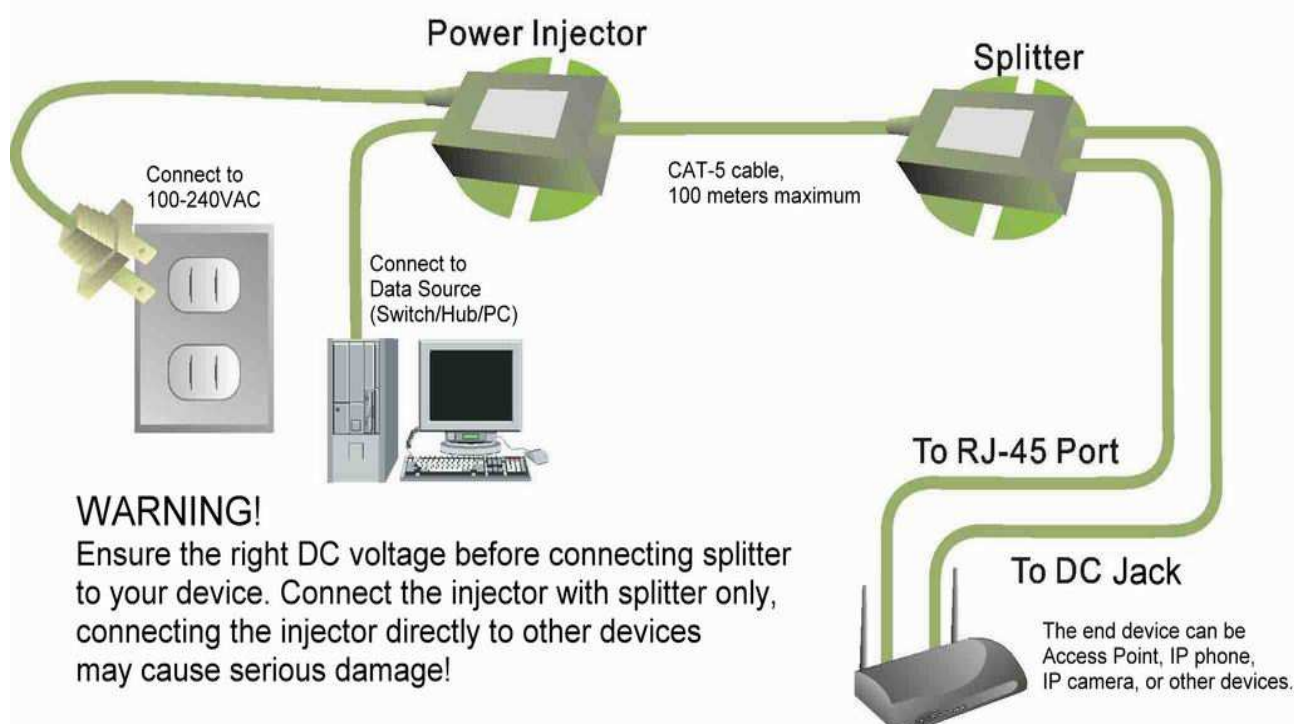 Power Injector
Splitter
Connect to
100-240VAC
CAT-5 cable,
100 meters maximum
Connect to
Data Source
(Switch/Hub/PC)
To RJ-45 Port
To DC Jack
WARNING!
Ensure the right DC voltage before connecting splitter
to your device. Connect the injector with splitter only,
connecting the injector directly to other devices
may cause serious damage!
The end device can be
Access Point, IP phone,
IP camera, or other devices.